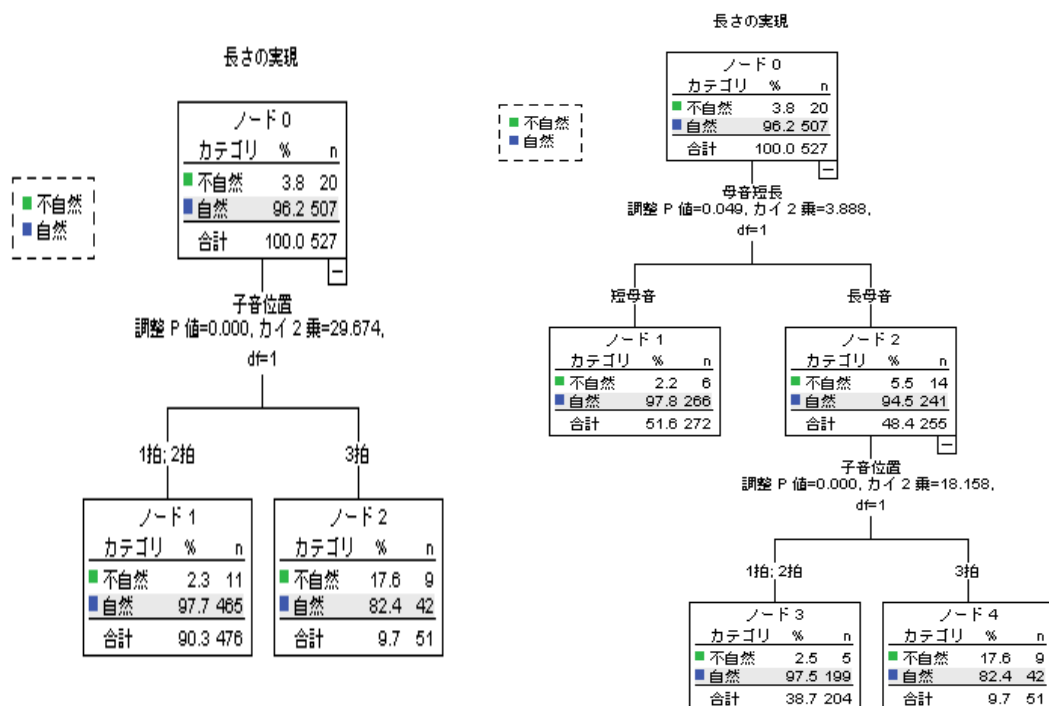 長さの実現
不自然
自然
ノード 0
カテゴリ % n
不自然 3.8 20
自然 96.2 507
合計 100.0 527
子音位置
調整 P 値=0.000, カイ 2 乗=29.674,
df=1
1拍; 2拍
3拍
ノード 1
カテゴリ % n
不自然 2.3 11
自然 97.7 465
合計 90.3 476
ノード 2
カテゴリ % n
不自然 17.6 9
自然 82.4 42
合計 9.7 51
長さの実現
不自然
自然
ノード 0
カテゴリ % n
不自然 3.8 20
自然 96.2 507
合計 100.0 527
母音短長
調整 P 値=0.049, カイ 2 乗=3.888,
df=1
短母音
長母音
ノード 1
カテゴリ % n
不自然 2.2 6
自然 97.8 266
合計 51.6 272
ノード 2
カテゴリ % n
不自然 5.5 14
自然 94.5 241
合計 48.4 255
子音位置
調整 P 値=0.000, カイ 2 乗=18.158,
df=1
1拍; 2拍
3拍
ノード 3
カテゴリ % n
不自然 2.5 5
自然 97.5 199
合計 38.7 204
ノード 4
カテゴリ % n
不自然 17.6 9
自然 82.4 42
合計 9.7 51